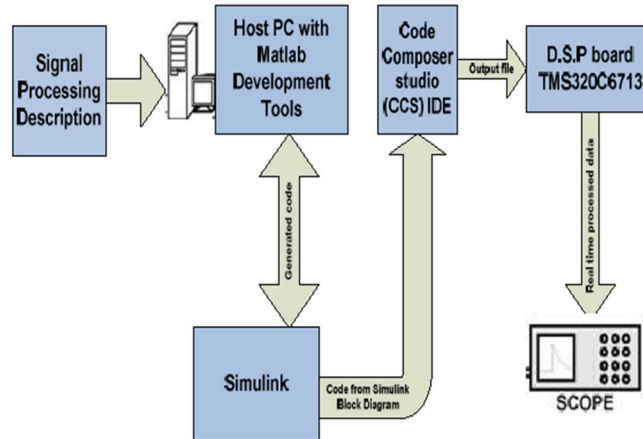 Signal
Processing
Description
Host PC with
Matlab
Development
Tools
Code
Composer
studio
(CCS) IDE
Output file
D.S.P board
TMS320C6713
Generated code
Real time processed data
Simulink
Code from Simulink
Block Diagram
SCOPE